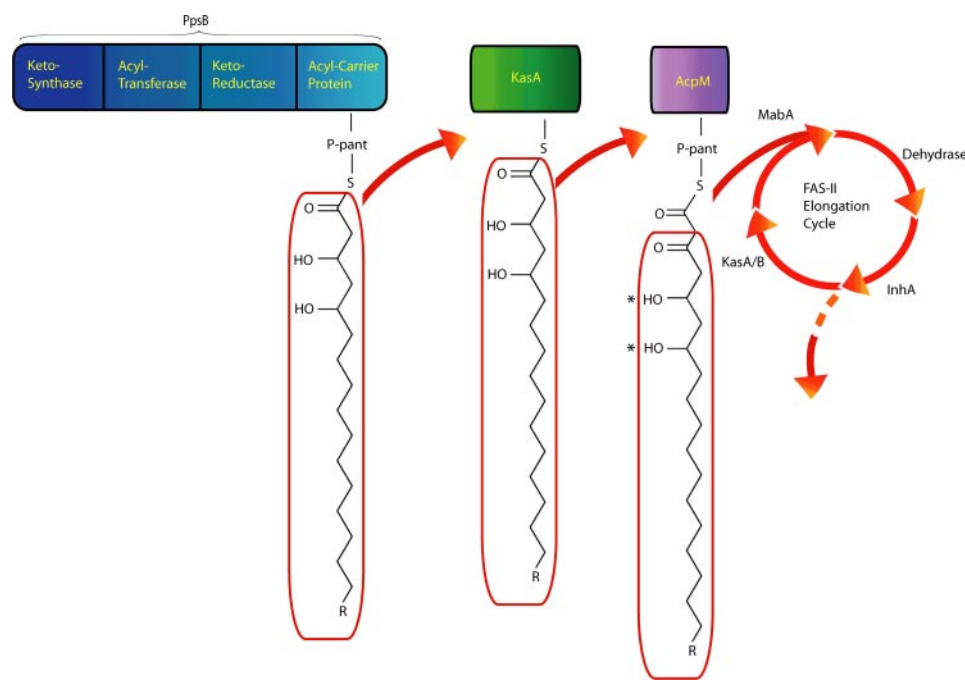 PpsB
Keto-
Synthase
Acyl-
Transferase
Keto-
Reductase
Acyl-Carrier
Protein
KasA
AcpM
P-pant
S
O
HO
HO
R
S
O
HO
HO
R
P-pant
S
O
O
* HO
* HO
R
MabA
Dehydrase
FAS-II
Elongation
Cycle
KasA/B
InhA